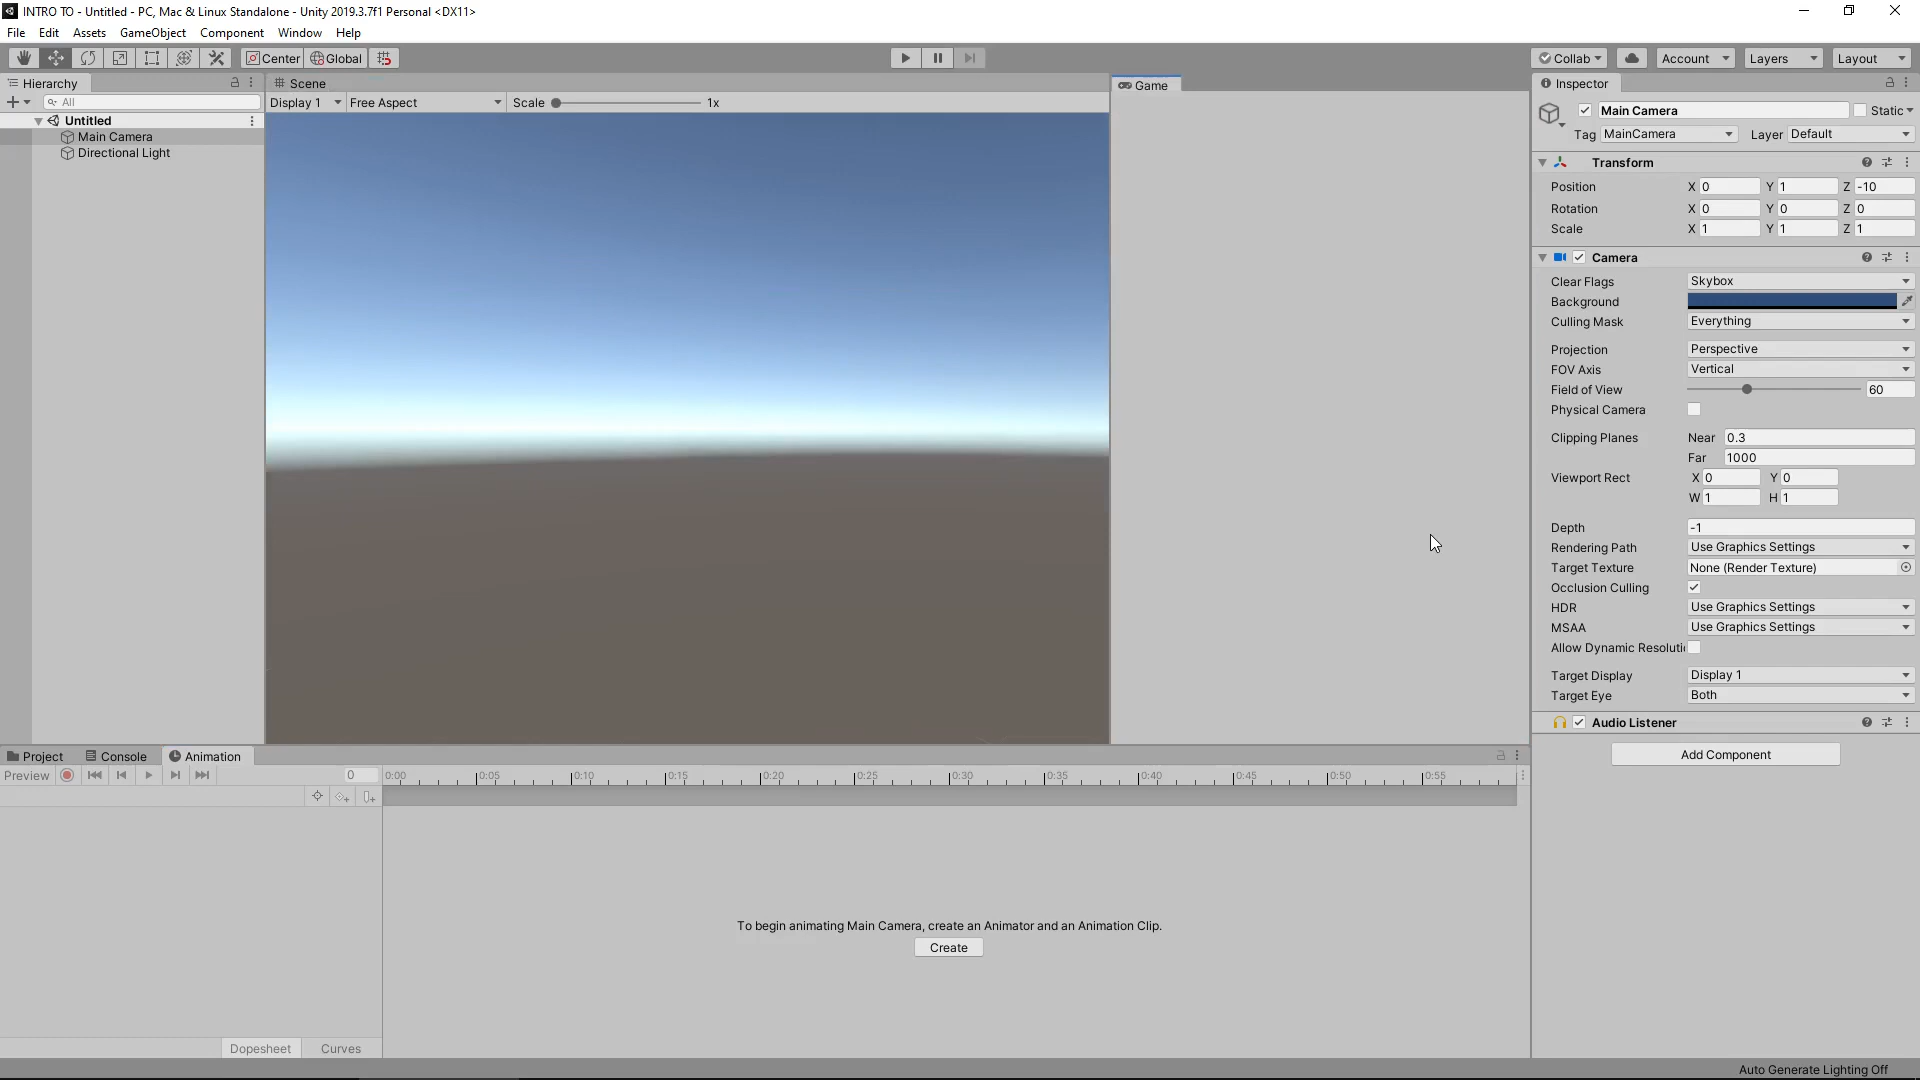 INTRO TO - Untitled - PC, Mac & Linux Standalone - Unity 2019.3.7f1 Personal <DX11>
File Edit Assets GameObject Component Window Help
Center Global Collab Account Layers Layout
Hierarchy
All
Untitled
Main Camera
Directional Light
Scene
Display 1 Free Aspect Scale 1x
Game
Inspector
Main Camera Static
Tag MainCamera Layer Default
Transform
Position X 0 Y 1 Z -10
Rotation X 0 Y 0 Z 0
Scale X 1 Y 1 Z 1
Camera
Clear Flags Skybox
Background
Culling Mask Everything
Projection Perspective
FOV Axis Vertical
Field of View 60
Physical Camera
Clipping Planes Near 0.3
Far 1000
Viewport Rect X 0 Y 0
W 1 H 1
Depth -1
Rendering Path Use Graphics Settings
Target Texture None (Render Texture)
Occlusion Culling
HDR Use Graphics Settings
MSAA Use Graphics Settings
Allow Dynamic Resoluti
Target Display Display 1
Target Eye Both
Audio Listener
Add Component
Project Console Animation
Preview 0 0:00 0:05 0:10 0:15 0:20 0:25 0:30 0:35 0:40 0:45 0:50 0:55
To begin animating Main Camera, create an Animator and an Animation Clip.
Create
Dopesheet Curves
Auto Generate Lighting Off